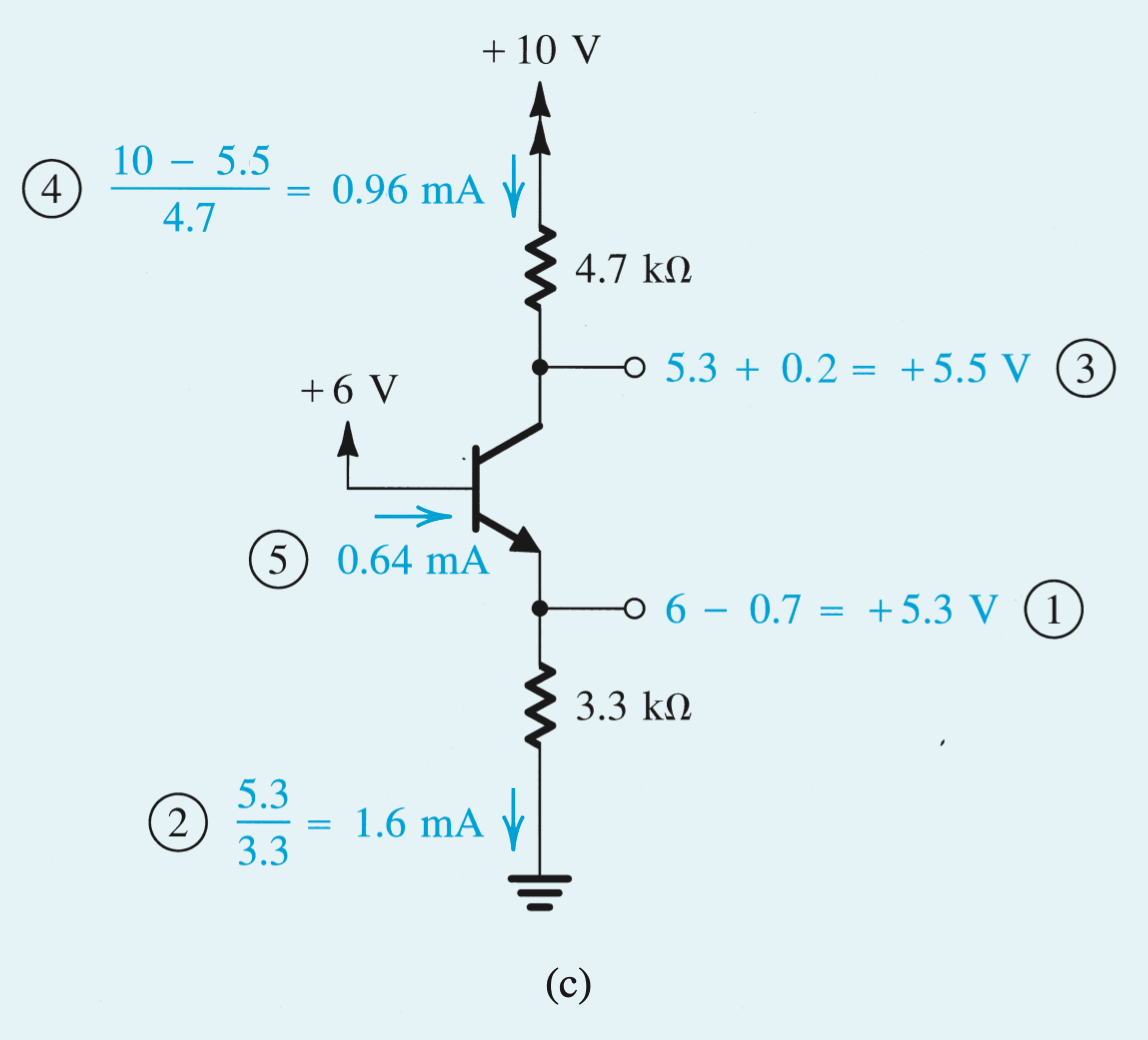 + 10 V
④ 10 − 5.5 / 4.7 = 0.96 mA
4.7 kΩ
5.3 + 0.2 = +5.5 V ③
+6 V
⑤ 0.64 mA
6 − 0.7 = +5.3 V ①
3.3 kΩ
② 5.3 / 3.3 = 1.6 mA
(c)